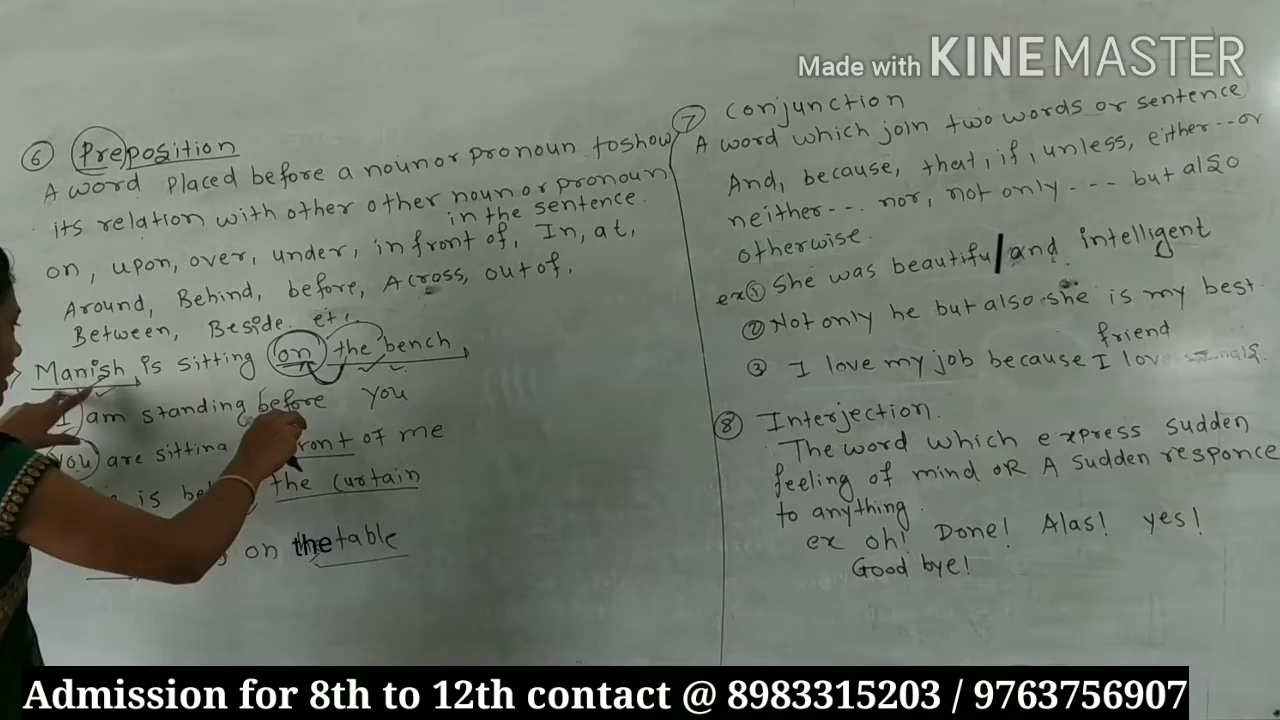 Made with KINEMASTER
⑥ Preposition
A word placed before a noun or pronoun to show
its relation with other other noun or pronoun
in the sentence.
on, upon, over, under, in front of, In, at,
Around, Behind, before, Across, out of,
Between, Beside etc,
Manish is sitting on the bench
I am standing before you
You are sitting ront of me
is the curtain
on the table
⑦ Conjunction
A word which join two words or sentence
And, because, that, if, unless, either--or
neither--- nor, not only --- but also
otherwise.
ex ① She was beautiful and intelligent
② Not only he but also she is my best
friend
③ I love my job because I love
⑧ Interjection.
The word which express sudden
feeling of mind OR A sudden responce
to anything.
ex oh! Done! Alas! yes!
Good bye!
Admission for 8th to 12th contact @ 8983315203 / 9763756907